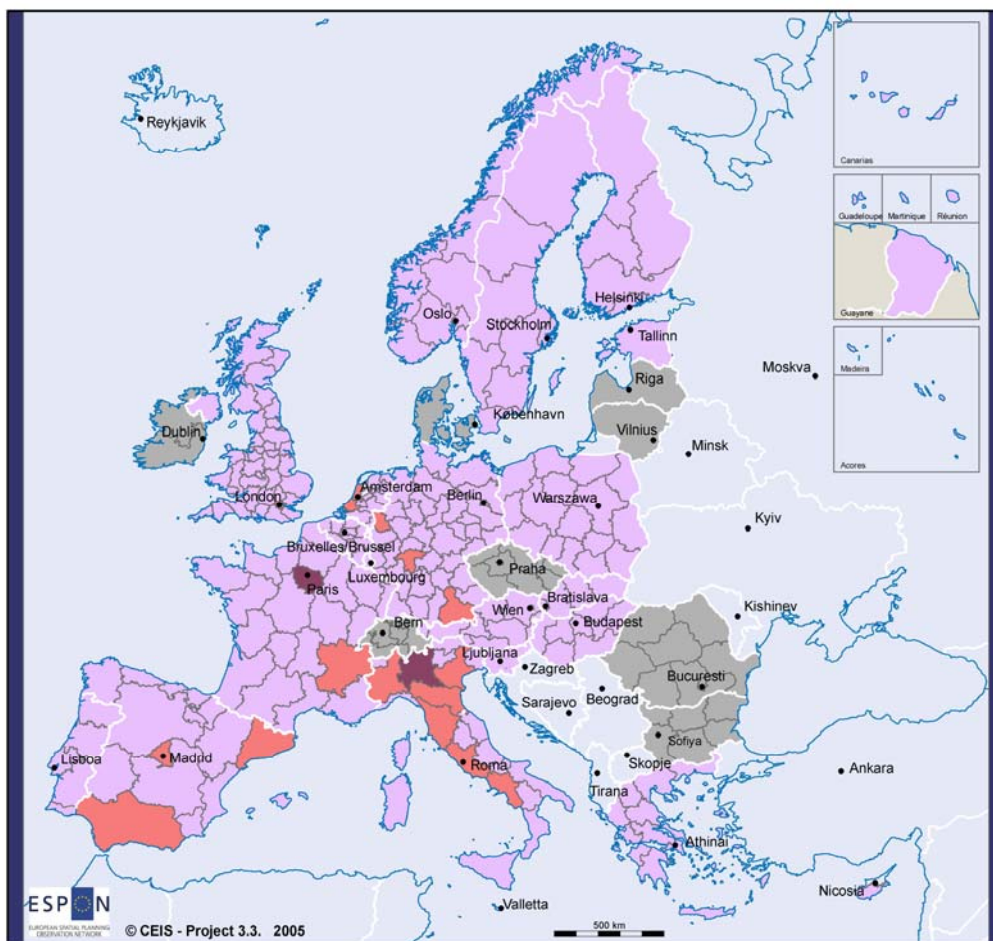 Canarias
Guadeloupe
Martinique
Réunion
Guayane
Madeira
Acores
Reykjavik
Oslo
Stockholm
Helsinki
Tallinn
Riga
Moskva
København
Vilnius
Minsk
Dublin
London
Amsterdam
Berlin
Warszawa
Kyiv
Bruxelles/Brussel
Luxembourg
Praha
Paris
Wien
Bratislava
Budapest
Kishinev
Bern
Ljubljana
Zagreb
Bucuresti
Beograd
Sarajevo
Sofiya
Skopje
Lisboa
Madrid
Roma
Tirana
Ankara
Athinai
Nicosia
Valletta
ESPON
EUROPEAN SPATIAL PLANNING
OBSERVATION NETWORK
© CEIS - Project 3.3. 2005
500 km